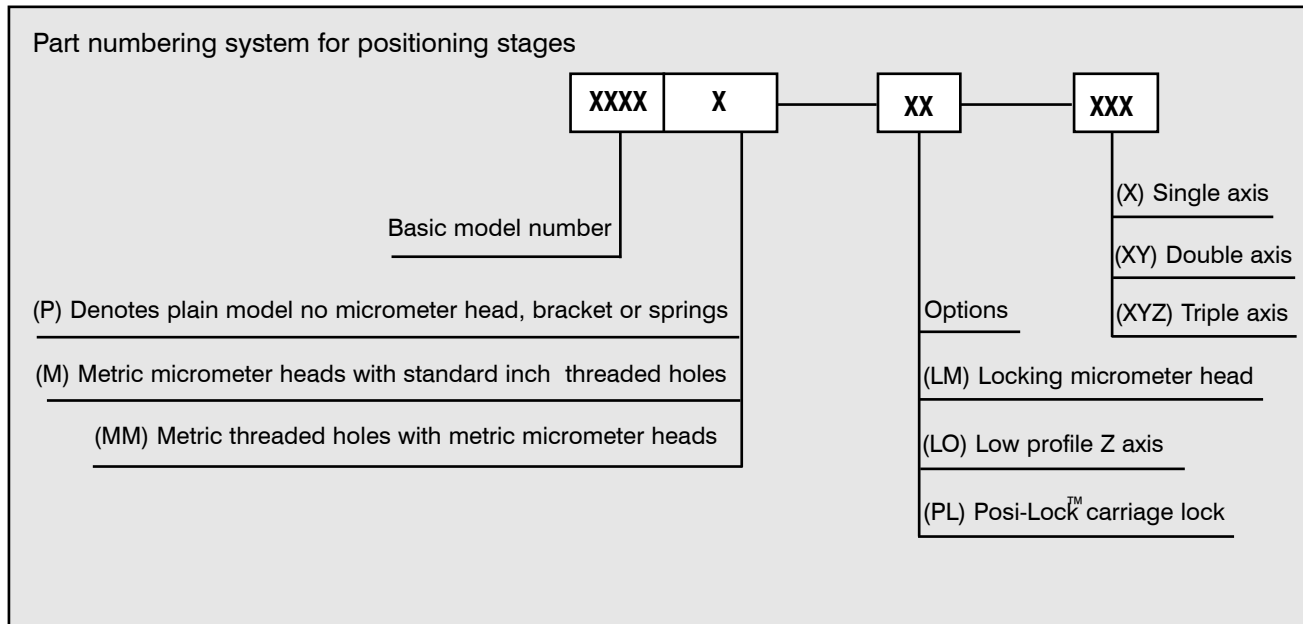 Part numbering system for positioning stages
XXXX X XX XXX
(X) Single axis
Basic model number
(XY) Double axis
(P) Denotes plain model no micrometer head, bracket or springs
Options
(XYZ) Triple axis
(M) Metric micrometer heads with standard inch threaded holes
(LM) Locking micrometer head
(MM) Metric threaded holes with metric micrometer heads
(LO) Low profile Z axis
(PL) Posi-Lock™ carriage lock